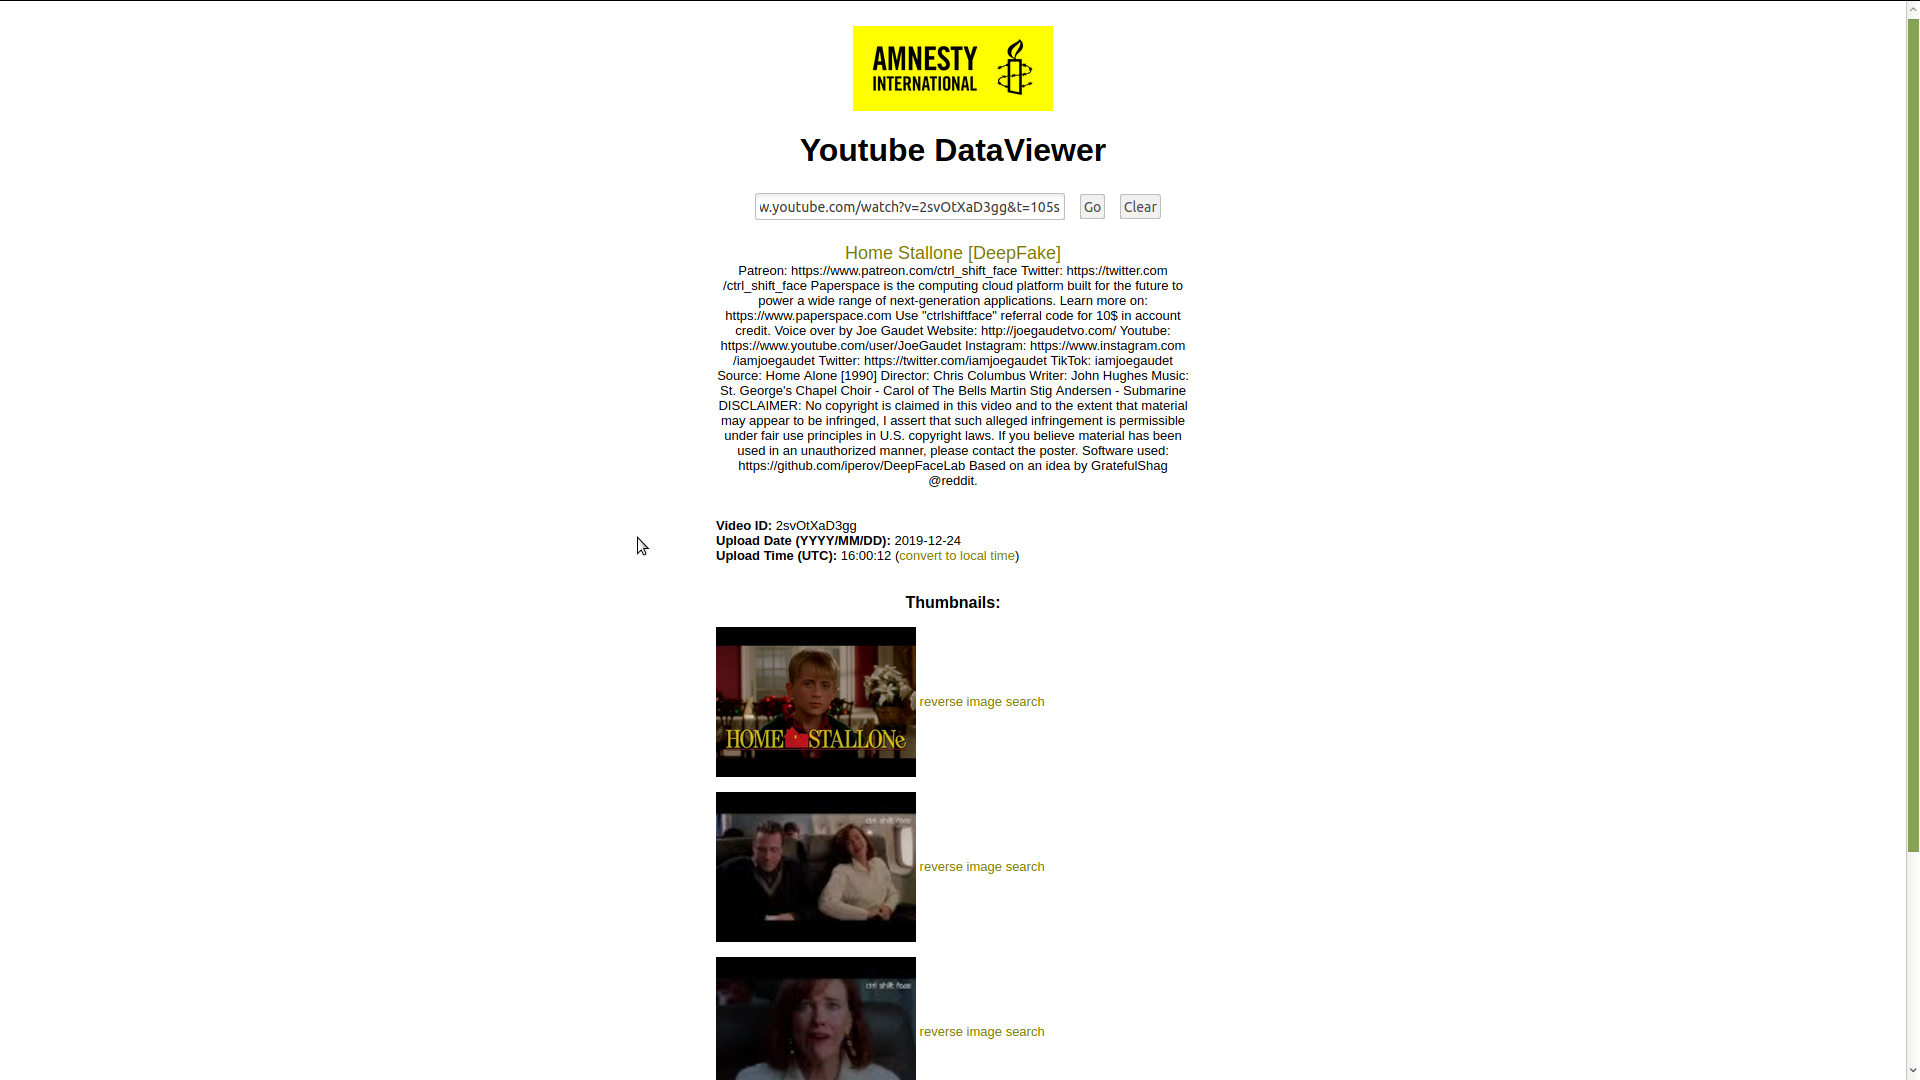 AMNESTY
INTERNATIONAL
Youtube DataViewer
w.youtube.com/watch?v=2svOtXaD3gg&t=105s Go Clear
Home Stallone [DeepFake]
Patreon: https://www.patreon.com/ctrl_shift_face Twitter: https://twitter.com
/ctrl_shift_face Paperspace is the computing cloud platform built for the future to
power a wide range of next-generation applications. Learn more on:
https://www.paperspace.com Use "ctrlshiftface" referral code for 10$ in account
credit. Voice over by Joe Gaudet Website: http://joegaudetvo.com/ Youtube:
https://www.youtube.com/user/JoeGaudet Instagram: https://www.instagram.com
/iamjoegaudet Twitter: https://twitter.com/iamjoegaudet TikTok: iamjoegaudet
Source: Home Alone [1990] Director: Chris Columbus Writer: John Hughes Music:
St. George's Chapel Choir - Carol of The Bells Martin Stig Andersen - Submarine
DISCLAIMER: No copyright is claimed in this video and to the extent that material
may appear to be infringed, I assert that such alleged infringement is permissible
under fair use principles in U.S. copyright laws. If you believe material has been
used in an unauthorized manner, please contact the poster. Software used:
https://github.com/iperov/DeepFaceLab Based on an idea by GratefulShag
@reddit.
Video ID: 2svOtXaD3gg
Upload Date (YYYY/MM/DD): 2019-12-24
Upload Time (UTC): 16:00:12 (convert to local time)
Thumbnails:
HOME STALLONe
reverse image search
ctrl shift face
reverse image search
ctrl shift face
reverse image search